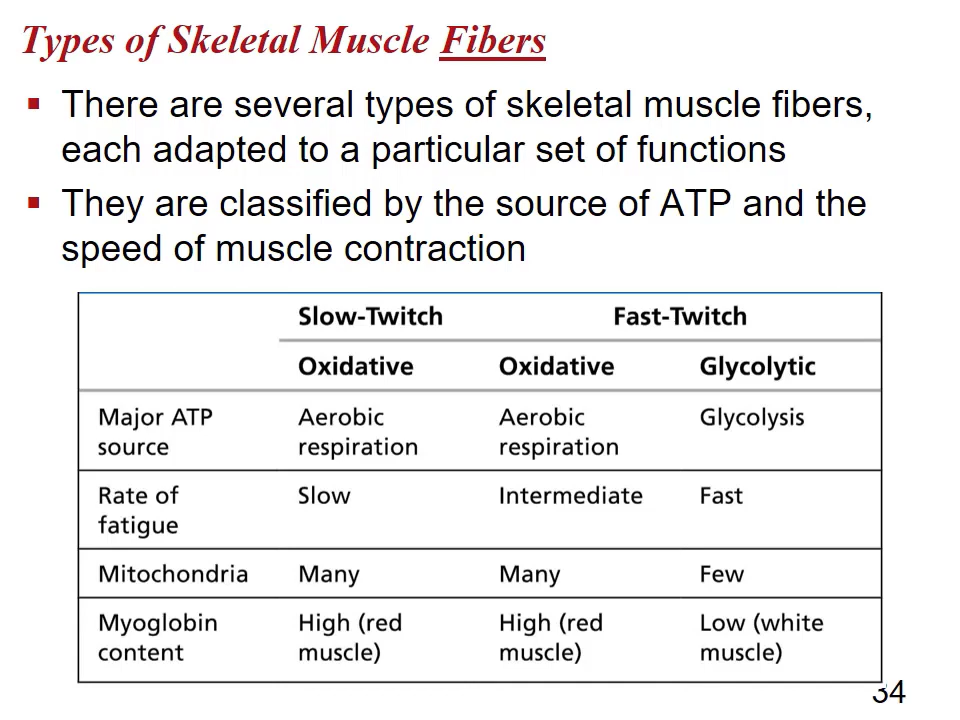 Types of Skeletal Muscle Fibers
▪ There are several types of skeletal muscle fibers,
each adapted to a particular set of functions
▪ They are classified by the source of ATP and the
speed of muscle contraction
Slow-Twitch Fast-Twitch
Oxidative Oxidative Glycolytic
Major ATP source Aerobic respiration Aerobic respiration Glycolysis
Rate of fatigue Slow Intermediate Fast
Mitochondria Many Many Few
Myoglobin content High (red muscle) High (red muscle) Low (white muscle)
34